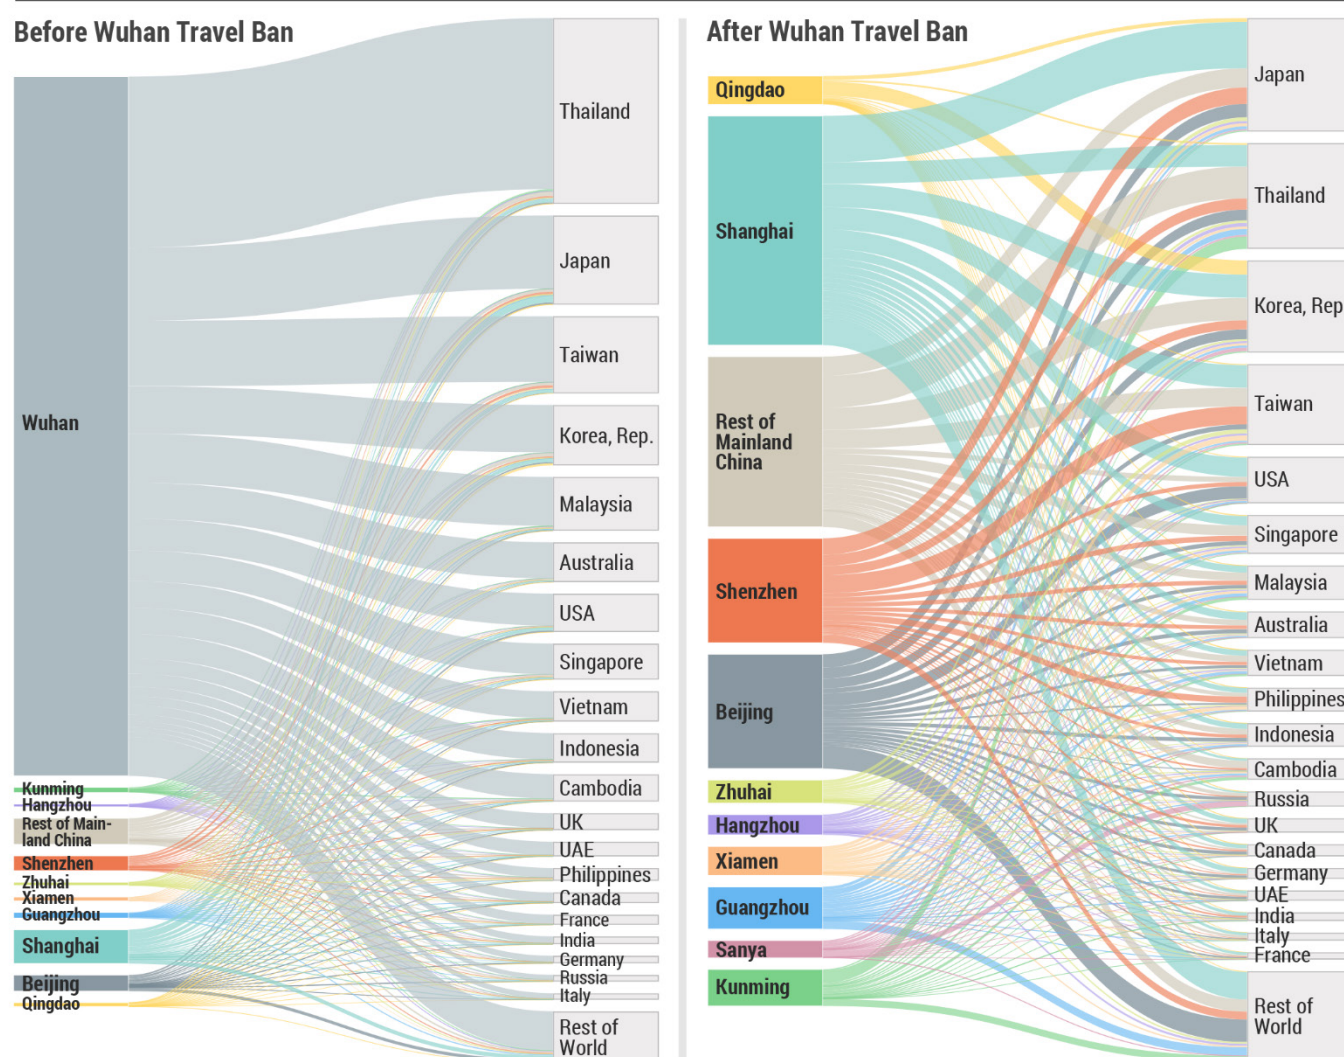 Before Wuhan Travel Ban
Wuhan
Kunming
Hangzhou
Rest of Main-
land China
Shenzhen
Zhuhai
Xiamen
Guangzhou
Shanghai
Beijing
Qingdao
Thailand
Japan
Taiwan
Korea, Rep.
Malaysia
Australia
USA
Singapore
Vietnam
Indonesia
Cambodia
UK
UAE
Philippines
Canada
France
India
Germany
Russia
Italy
Rest of
World
After Wuhan Travel Ban
Qingdao
Shanghai
Rest of
Mainland
China
Shenzhen
Beijing
Zhuhai
Hangzhou
Xiamen
Guangzhou
Sanya
Kunming
Japan
Thailand
Korea, Rep
Taiwan
USA
Singapore
Malaysia
Australia
Vietnam
Philippines
Indonesia
Cambodia
Russia
UK
Canada
Germany
UAE
India
Italy
France
Rest of
World